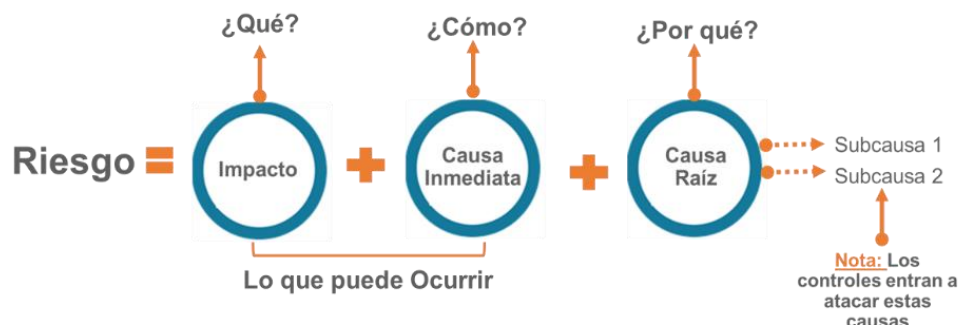 ¿Qué?
¿Cómo?
¿Por qué?
Riesgo =
Impacto
+
Causa
Inmediata
+
Causa
Raíz
Subcausa 1
Subcausa 2
Lo que puede Ocurrir
Nota: Los
controles entran a
atacar estas
causas